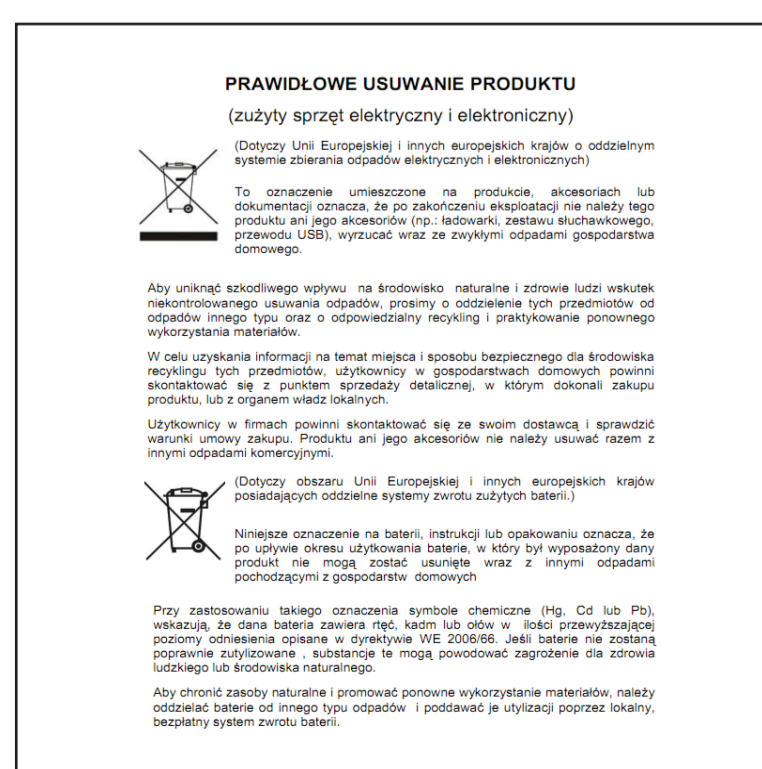 PRAWIDŁOWE USUWANIE PRODUKTU
(zużyty sprzęt elektryczny i elektroniczny)
(Dotyczy Unii Europejskiej i innych europejskich krajów o oddzielnym
systemie zbierania odpadów elektrycznych i elektronicznych)
To oznaczenie umieszczone na produkcie, akcesoriach lub
dokumentacji oznacza, że po zakończeniu eksploatacji nie należy tego
produktu ani jego akcesoriów (np.: ładowarki, zestawu słuchawkowego,
przewodu USB), wyrzucać wraz ze zwykłymi odpadami gospodarstwa
domowego.
Aby uniknąć szkodliwego wpływu na środowisko naturalne i zdrowie ludzi wskutek
niekontrolowanego usuwania odpadów, prosimy o oddzielenie tych przedmiotów od
odpadów innego typu oraz o odpowiedzialny recykling i praktykowanie ponownego
wykorzystania materiałów.
W celu uzyskania informacji na temat miejsca i sposobu bezpiecznego dla środowiska
recyklingu tych przedmiotów, użytkownicy w gospodarstwach domowych powinni
skontaktować się z punktem sprzedaży detalicznej, w którym dokonali zakupu
produktu, lub z organem władz lokalnych.
Użytkownicy w firmach powinni skontaktować się ze swoim dostawcą i sprawdzić
warunki umowy zakupu. Produktu ani jego akcesoriów nie należy usuwać razem z
innymi odpadami komercyjnymi.
(Dotyczy obszaru Unii Europejskiej i innych europejskich krajów
posiadających oddzielne systemy zwrotu zużytych baterii.)
Niniejsze oznaczenie na baterii, instrukcji lub opakowaniu oznacza, że
po upływie okresu użytkowania baterie, w który był wyposażony dany
produkt nie mogą zostać usunięte wraz z innymi odpadami
pochodzącymi z gospodarstw domowych
Przy zastosowaniu takiego oznaczenia symbole chemiczne (Hg, Cd lub Pb),
wskazują, że dana bateria zawiera rtęć, kadm lub ołów w ilości przewyższającej
poziomy odniesienia opisane w dyrektywie WE 2006/66. Jeśli baterie nie zostaną
poprawnie zutylizowane , substancje te mogą powodować zagrożenie dla zdrowia
ludzkiego lub środowiska naturalnego.
Aby chronić zasoby naturalne i promować ponowne wykorzystanie materiałów, należy
oddzielać baterie od innego typu odpadów i poddawać je utylizacji poprzez lokalny,
bezpłatny system zwrotu baterii.